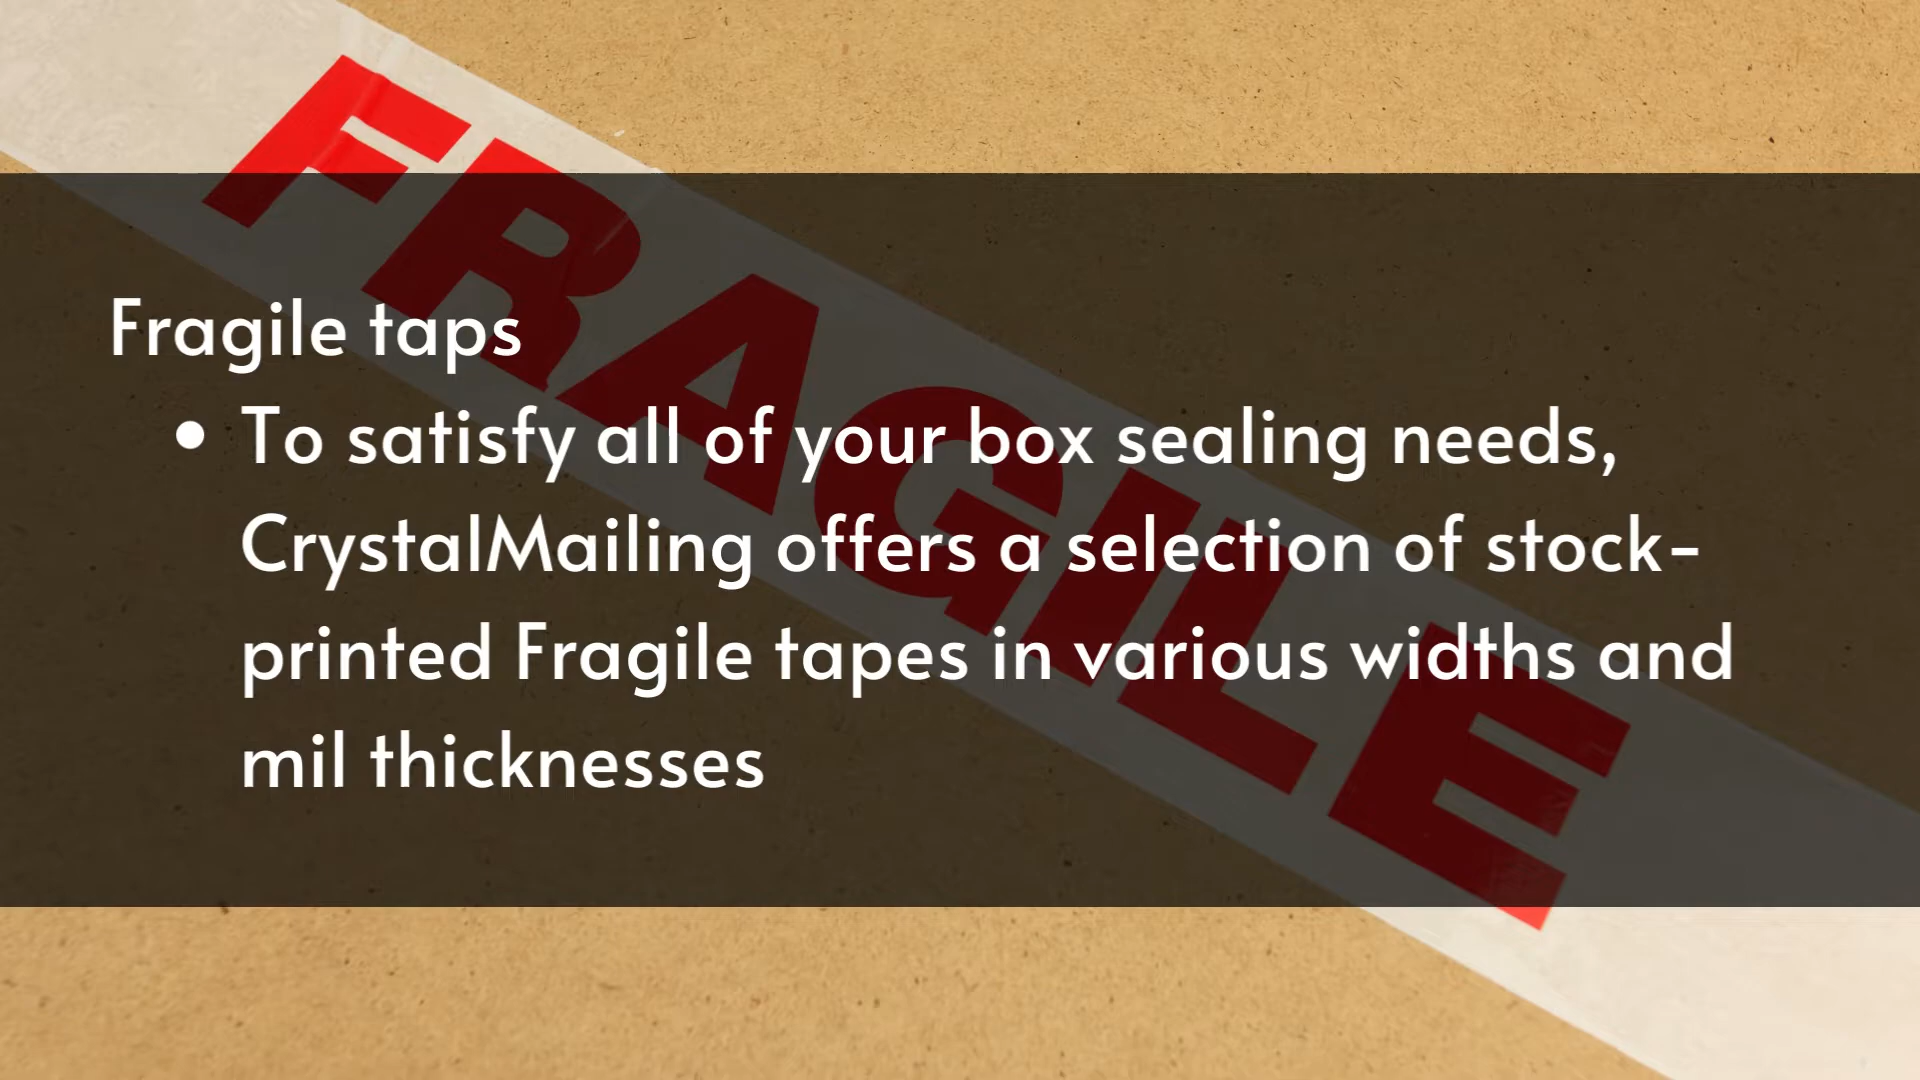 FRAGILE
Fragile taps
• To satisfy all of your box sealing needs,
CrystalMailing offers a selection of stock-
printed Fragile tapes in various widths and
mil thicknesses